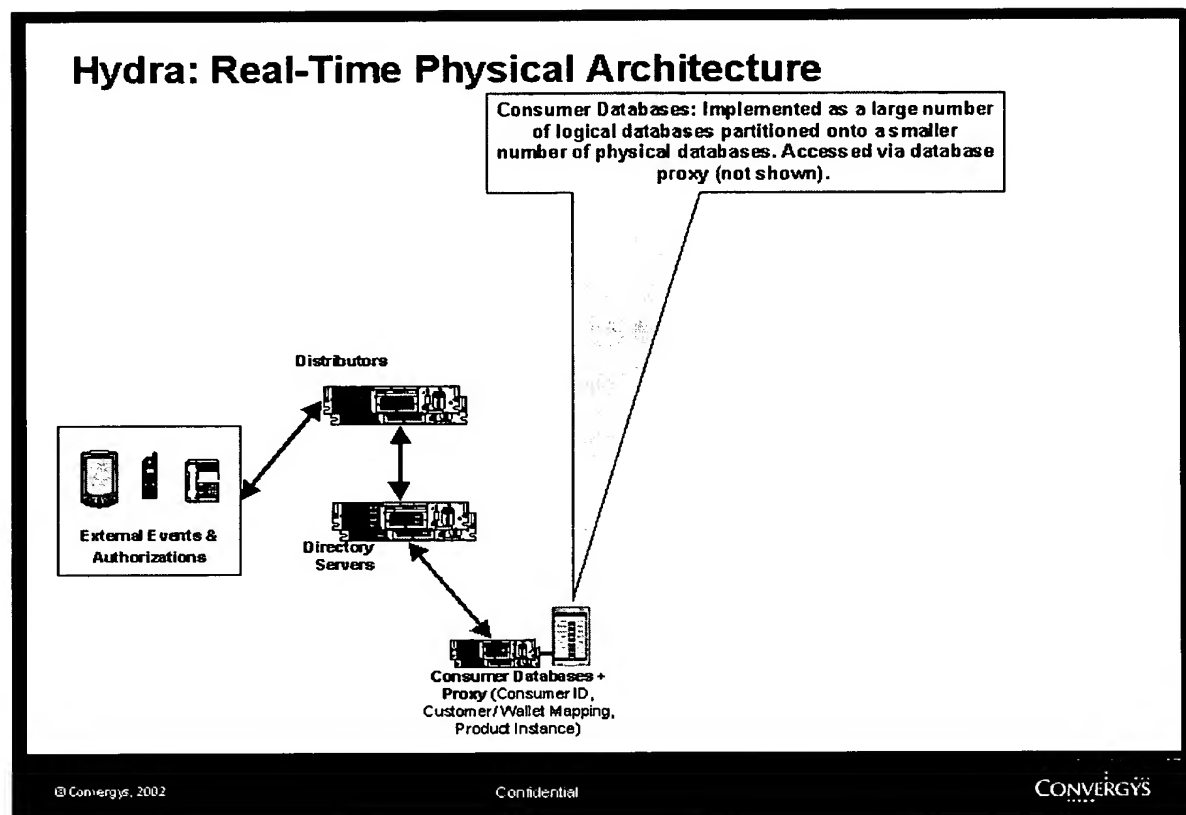 Hydra: Real-Time Physical Architecture
Consumer Databases: Implemented as a large number
of logical databases partitioned onto a smaller
number of physical databases. Accessed via database
proxy (not shown).
Distributors
External Events &
Authorizations
Directory
Servers
Consumer Databases +
Proxy (Consumer ID,
Customer/Wallet Mapping,
Product Instance)
© Convergys, 2002
Confidential
CONVERGYS